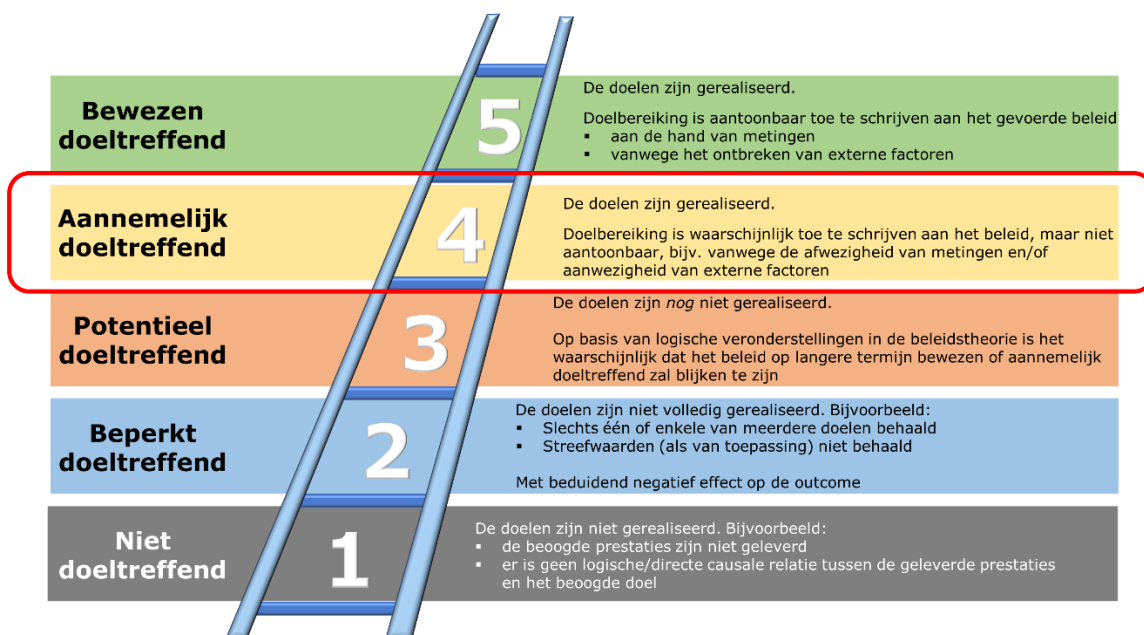 Bewezen
doeltreffend
5
De doelen zijn gerealiseerd.
Doelbereiking is aantoonbaar toe te schrijven aan het gevoerde beleid
▪ aan de hand van metingen
▪ vanwege het ontbreken van externe factoren
Aannemelijk
doeltreffend
4
De doelen zijn gerealiseerd.
Doelbereiking is waarschijnlijk toe te schrijven aan het beleid, maar niet
aantoonbaar, bijv. vanwege de afwezigheid van metingen en/of
aanwezigheid van externe factoren
Potentieel
doeltreffend
3
De doelen zijn nog niet gerealiseerd.
Op basis van logische veronderstellingen in de beleidstheorie is het
waarschijnlijk dat het beleid op langere termijn bewezen of aannemelijk
doeltreffend zal blijken te zijn
Beperkt
doeltreffend
2
De doelen zijn niet volledig gerealiseerd. Bijvoorbeeld:
▪ Slechts één of enkele van meerdere doelen behaald
▪ Streefwaarden (als van toepassing) niet behaald
Met beduidend negatief effect op de outcome
Niet
doeltreffend
1
De doelen zijn niet gerealiseerd. Bijvoorbeeld:
▪ de beoogde prestaties zijn niet geleverd
▪ er is geen logische/directe causale relatie tussen de geleverde prestaties
en het beoogde doel